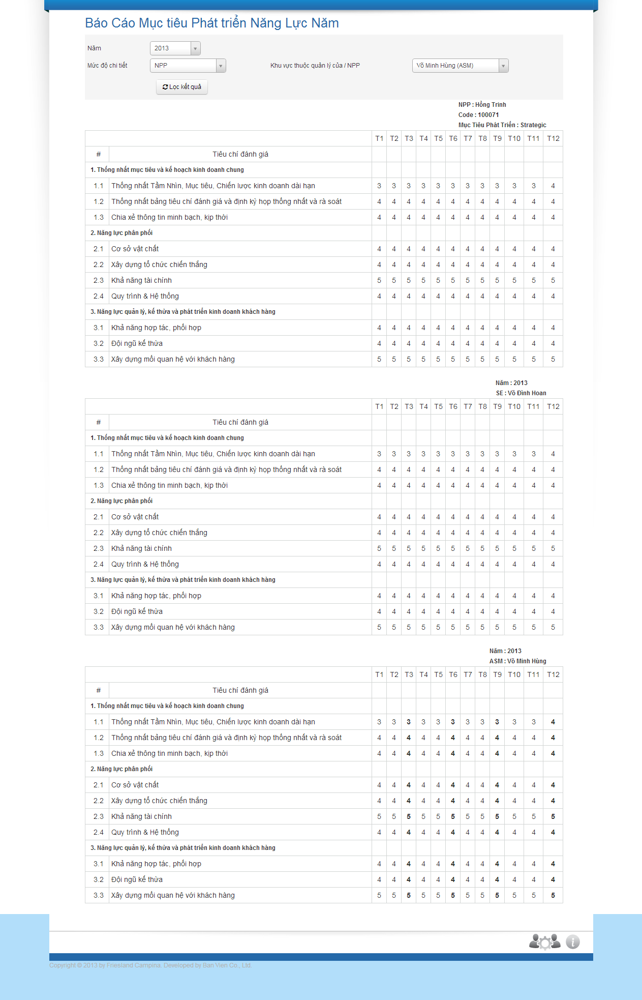 Báo Cáo Mục tiêu Phát triển Năng Lực Năm
Năm 2013
Mức độ chi tiết NPP Khu vực thuộc quản lý của / NPP Võ Minh Hùng (ASM)
Lọc kết quả
NPP : Hồng Trinh
Code : 100071
Mục Tiêu Phát Triển : Strategic
T1 T2 T3 T4 T5 T6 T7 T8 T9 T10 T11 T12
# Tiêu chí đánh giá
1. Thống nhất mục tiêu và kế hoạch kinh doanh chung
1.1 Thống nhất Tầm Nhìn, Mục tiêu, Chiến lược kinh doanh dài hạn 3 3 3 3 3 3 3 3 3 3 3 4
1.2 Thống nhất bảng tiêu chí đánh giá và định kỳ họp thống nhất và rà soát 4 4 4 4 4 4 4 4 4 4 4 4
1.3 Chia xẻ thông tin minh bạch, kịp thời 4 4 4 4 4 4 4 4 4 4 4 4
2. Năng lực phân phối
2.1 Cơ sở vật chất 4 4 4 4 4 4 4 4 4 4 4 4
2.2 Xây dựng tổ chức chiến thắng 4 4 4 4 4 4 4 4 4 4 4 4
2.3 Khả năng tài chính 5 5 5 5 5 5 5 5 5 5 5 5
2.4 Quy trình & Hệ thống 4 4 4 4 4 4 4 4 4 4 4 4
3. Năng lực quản lý, kế thừa và phát triển kinh doanh khách hàng
3.1 Khả năng hợp tác, phối hợp 4 4 4 4 4 4 4 4 4 4 4 4
3.2 Đội ngũ kế thừa 4 4 4 4 4 4 4 4 4 4 4 4
3.3 Xây dựng mối quan hệ với khách hàng 5 5 5 5 5 5 5 5 5 5 5 5
Năm : 2013
SE : Võ Đình Hoan
T1 T2 T3 T4 T5 T6 T7 T8 T9 T10 T11 T12
# Tiêu chí đánh giá
1. Thống nhất mục tiêu và kế hoạch kinh doanh chung
1.1 Thống nhất Tầm Nhìn, Mục tiêu, Chiến lược kinh doanh dài hạn 3 3 3 3 3 3 3 3 3 3 3 4
1.2 Thống nhất bảng tiêu chí đánh giá và định kỳ họp thống nhất và rà soát 4 4 4 4 4 4 4 4 4 4 4 4
1.3 Chia xẻ thông tin minh bạch, kịp thời 4 4 4 4 4 4 4 4 4 4 4 4
2. Năng lực phân phối
2.1 Cơ sở vật chất 4 4 4 4 4 4 4 4 4 4 4 4
2.2 Xây dựng tổ chức chiến thắng 4 4 4 4 4 4 4 4 4 4 4 4
2.3 Khả năng tài chính 5 5 5 5 5 5 5 5 5 5 5 5
2.4 Quy trình & Hệ thống 4 4 4 4 4 4 4 4 4 4 4 4
3. Năng lực quản lý, kế thừa và phát triển kinh doanh khách hàng
3.1 Khả năng hợp tác, phối hợp 4 4 4 4 4 4 4 4 4 4 4 4
3.2 Đội ngũ kế thừa 4 4 4 4 4 4 4 4 4 4 4 4
3.3 Xây dựng mối quan hệ với khách hàng 5 5 5 5 5 5 5 5 5 5 5 5
Năm : 2013
ASM : Võ Minh Hùng
T1 T2 T3 T4 T5 T6 T7 T8 T9 T10 T11 T12
# Tiêu chí đánh giá
1. Thống nhất mục tiêu và kế hoạch kinh doanh chung
1.1 Thống nhất Tầm Nhìn, Mục tiêu, Chiến lược kinh doanh dài hạn 3 3 3 3 3 3 3 3 3 3 3 4
1.2 Thống nhất bảng tiêu chí đánh giá và định kỳ họp thống nhất và rà soát 4 4 4 4 4 4 4 4 4 4 4 4
1.3 Chia xẻ thông tin minh bạch, kịp thời 4 4 4 4 4 4 4 4 4 4 4 4
2. Năng lực phân phối
2.1 Cơ sở vật chất 4 4 4 4 4 4 4 4 4 4 4 4
2.2 Xây dựng tổ chức chiến thắng 4 4 4 4 4 4 4 4 4 4 4 4
2.3 Khả năng tài chính 5 5 5 5 5 5 5 5 5 5 5 5
2.4 Quy trình & Hệ thống 4 4 4 4 4 4 4 4 4 4 4 4
3. Năng lực quản lý, kế thừa và phát triển kinh doanh khách hàng
3.1 Khả năng hợp tác, phối hợp 4 4 4 4 4 4 4 4 4 4 4 4
3.2 Đội ngũ kế thừa 4 4 4 4 4 4 4 4 4 4 4 4
3.3 Xây dựng mối quan hệ với khách hàng 5 5 5 5 5 5 5 5 5 5 5 5
Copyright © 2013 by Friesland Campina. Developed by Ban Vien Co., Ltd.